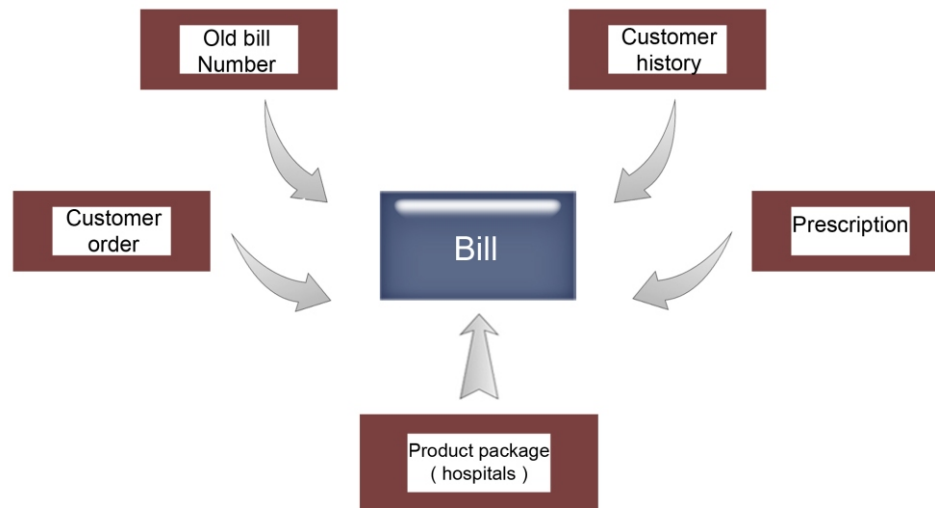 Old bill
Number
Customer
history
Customer
order
Bill
Prescription
Product package
( hospitals )